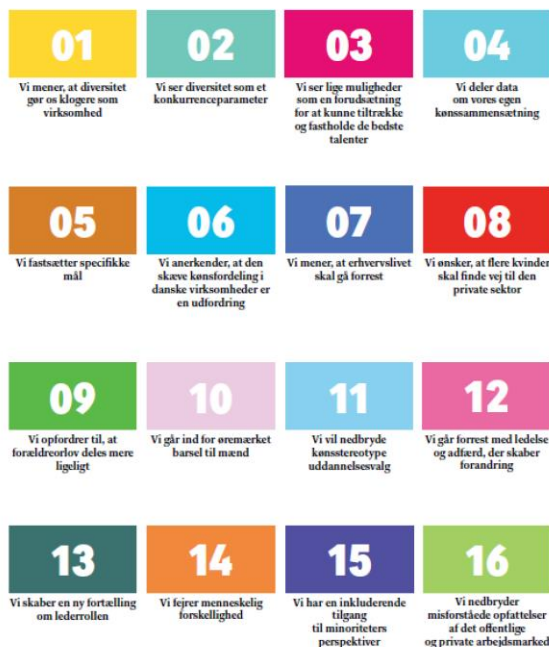 01
Vi mener, at diversitet
gør os klogere som
virksomhed
02
Vi ser diversitet som et
konkurrenceparameter
03
Vi ser lige muligheder
som en forudsætning
for at kunne tiltrække
og fastholde de bedste
talenter
04
Vi deler data
om vores egen
kønssammensætning
05
Vi fastsætter specifikke
mål
06
Vi anerkender, at den
skæve kønsfordeling i
danske virksomheder er
en udfordring
07
Vi mener, at erhvervslivet
skal gå forrest
08
Vi ønsker, at flere kvinder
skal finde vej til den
private sektor
09
Vi opfordrer til, at
forældreorlov deles mere
ligeligt
10
Vi går ind for øremærket
barsel til mænd
11
Vi vil nedbryde
kønsstereotype
uddannelsesvalg
12
Vi går forrest med ledelse
og adfærd, der skaber
forandring
13
Vi skaber en ny fortælling
om lederrollen
14
Vi fejrer menneskelig
forskellighed
15
Vi har en inkluderende
tilgang
til minoriteters
perspektiver
16
Vi nedbryder
misforståede opfattelser
af det offentlige
og private arbejdsmarked